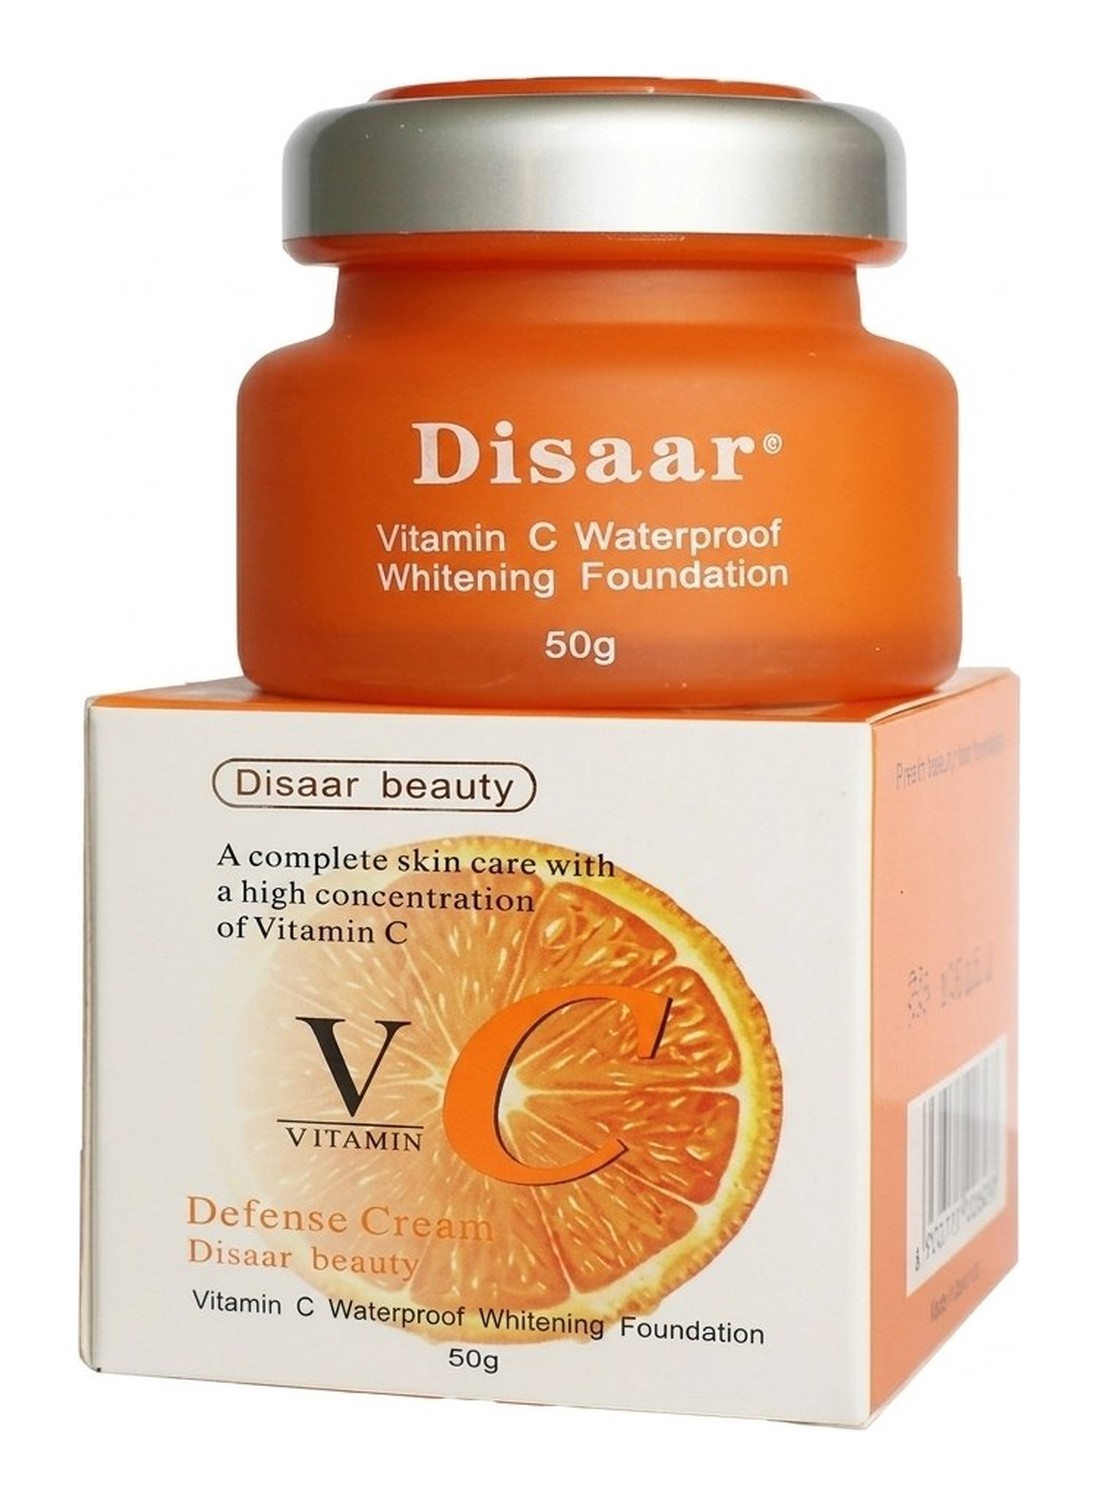 Disaar©
Vitamin C Waterproof
Whitening Foundation
50g
Disaar beauty
A complete skin care with
a high concentration
of Vitamin C
V C
VITAMIN
Defense Cream
Disaar beauty
Vitamin C Waterproof Whitening Foundation
50g